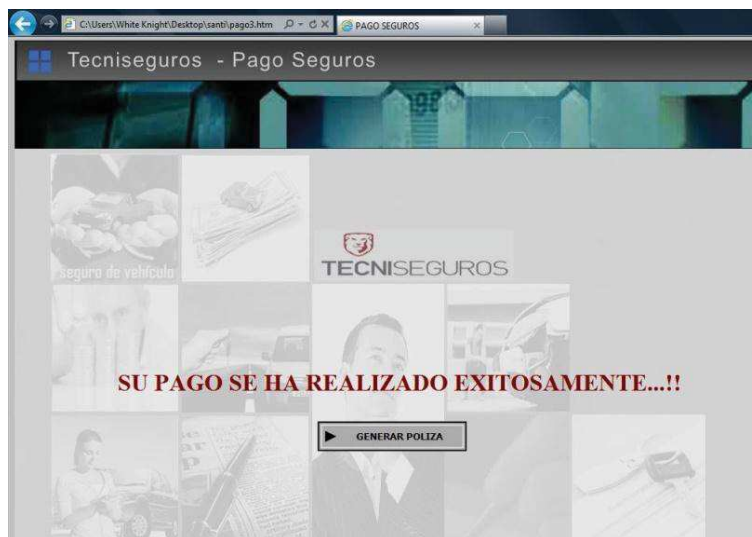 C:\Users\White Knight\Desktop\santi\pago3.htm
PAGO SEGUROS
Tecniseguros - Pago Seguros
seguro de vehículo
TECNISEGUROS
SU PAGO SE HA REALIZADO EXITOSAMENTE...!!
GENERAR POLIZA